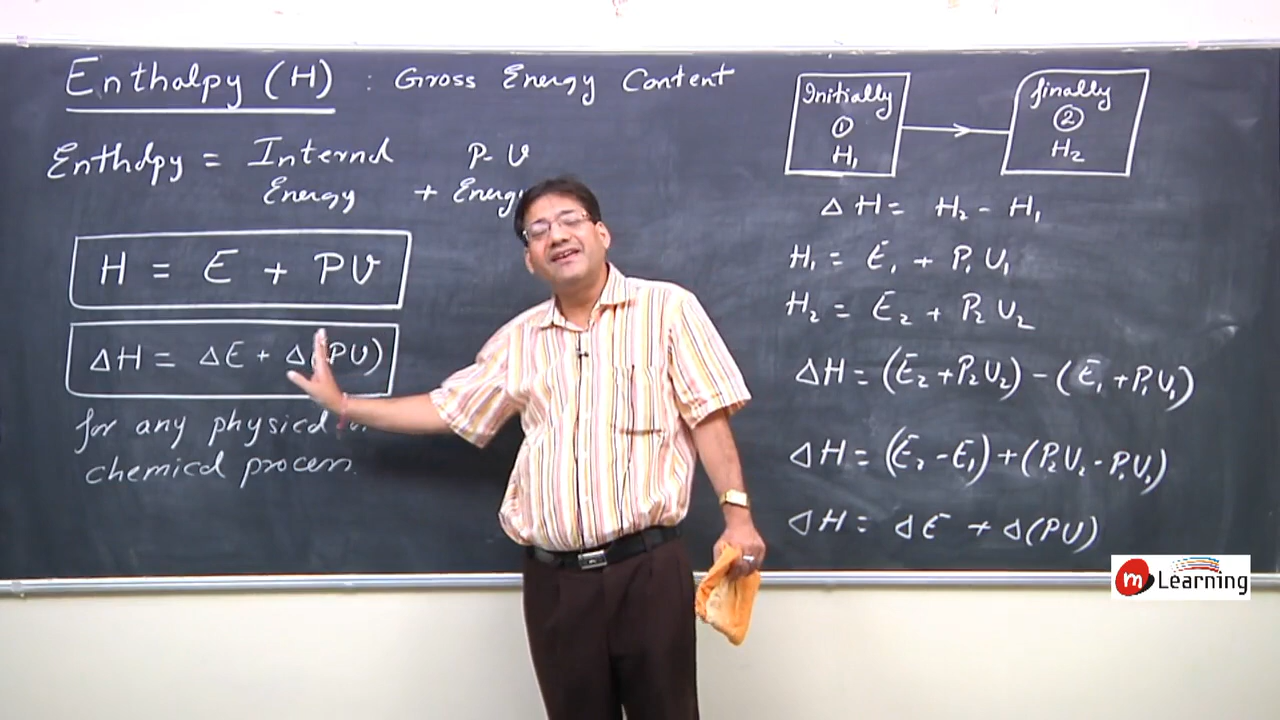 Enthalpy (H) : Gross Energy Content
Enthalpy = Internal P-V
Energy + Energy
H = E + PV
ΔH = ΔE + Δ(PV)
for any physical
chemical process.
Initially
①
H₁
finally
②
H₂
ΔH = H₂ - H₁
H₁ = E₁ + P₁V₁
H₂ = E₂ + P₂V₂
ΔH = (E₂ + P₂V₂) - (E₁ + P₁V₁)
ΔH = (E₂ - E₁) + (P₂V₂ - P₁V₁)
ΔH = ΔE + Δ(PV)
m Learning